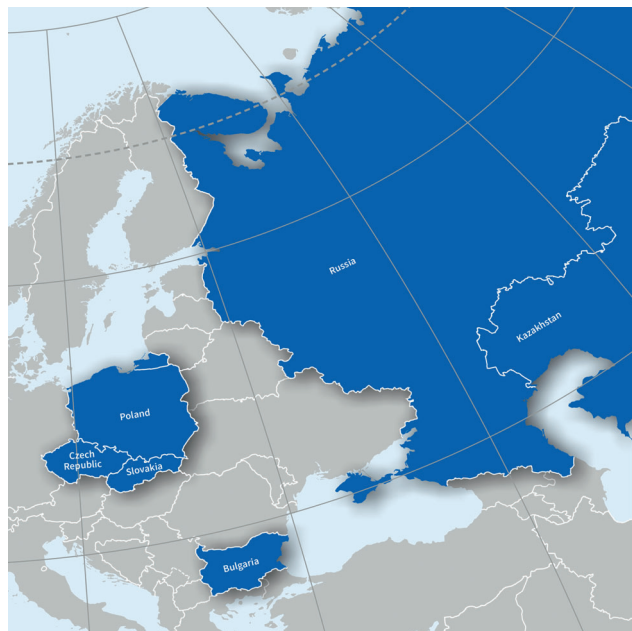 Russia
Kazakhstan
Poland
Czech
Republic
Slovakia
Bulgaria